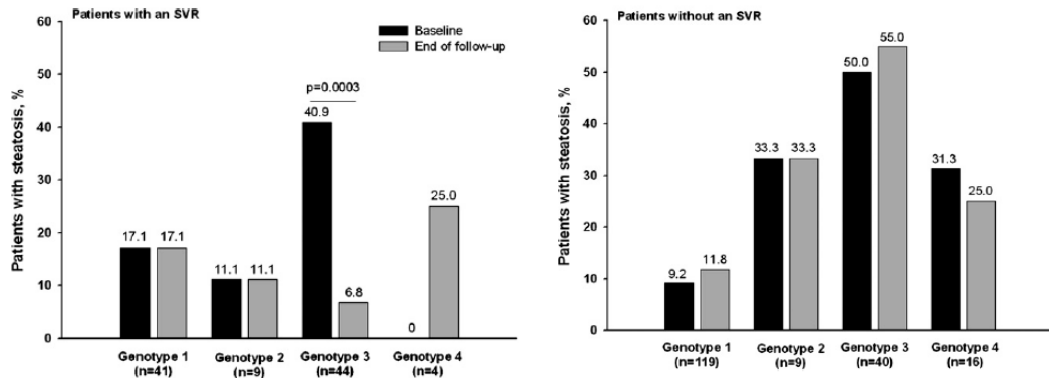 Patients with an SVR
Baseline
End of follow-up
Patients with steatosis, %
60
50
40
30
20
10
0
p=0.0003
17.1 17.1
11.1 11.1
40.9
6.8
0
25.0
Genotype 1 Genotype 2 Genotype 3 Genotype 4
(n=41) (n=9) (n=44) (n=4)
Patients without an SVR
Patients with steatosis, %
60
50
40
30
20
10
0
9.2
11.8
33.3 33.3
50.0
55.0
31.3
25.0
Genotype 1 Genotype 2 Genotype 3 Genotype 4
(n=119) (n=9) (n=40) (n=16)